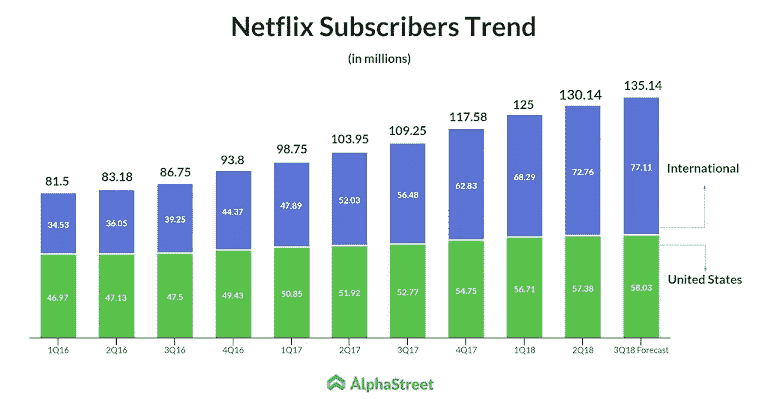 Netflix Subscribers Trend
(in millions)
81.5 83.18 86.75 93.8 98.75 103.95 109.25 117.58 125 130.14 135.14
34.53 36.05 39.25 44.37 47.89 52.03 56.48 62.83 68.29 72.76 77.11
International
46.97 47.13 47.5 49.43 50.85 51.92 52.77 54.75 56.71 57.38 58.03
United States
1Q16 2Q16 3Q16 4Q16 1Q17 2Q17 3Q17 4Q17 1Q18 2Q18 3Q18 Forecast
AlphaStreet